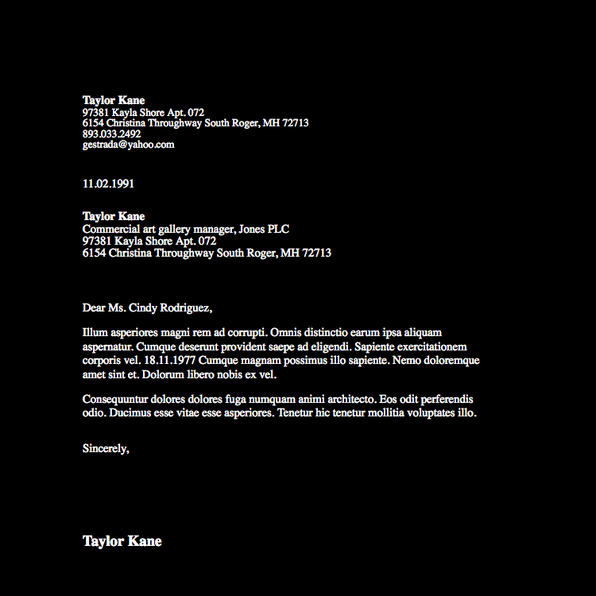 Taylor Kane
97381 Kayla Shore Apt. 072
6154 Christina Throughway South Roger, MH 72713
893.033.2492
gestrada@yahoo.com
11.02.1991
Taylor Kane
Commercial art gallery manager, Jones PLC
97381 Kayla Shore Apt. 072
6154 Christina Throughway South Roger, MH 72713
Dear Ms. Cindy Rodriguez,
Illum asperiores magni rem ad corrupti. Omnis distinctio earum ipsa aliquam
aspernatur. Cumque deserunt provident saepe ad eligendi. Sapiente exercitationem
corporis vel. 18.11.1977 Cumque magnam possimus illo sapiente. Nemo doloremque
amet sint et. Dolorum libero nobis ex vel.
Consequuntur dolores dolores fuga numquam animi architecto. Eos odit perferendis
odio. Ducimus esse vitae esse asperiores. Tenetur hic tenetur mollitia voluptates illo.
Sincerely,
Taylor Kane